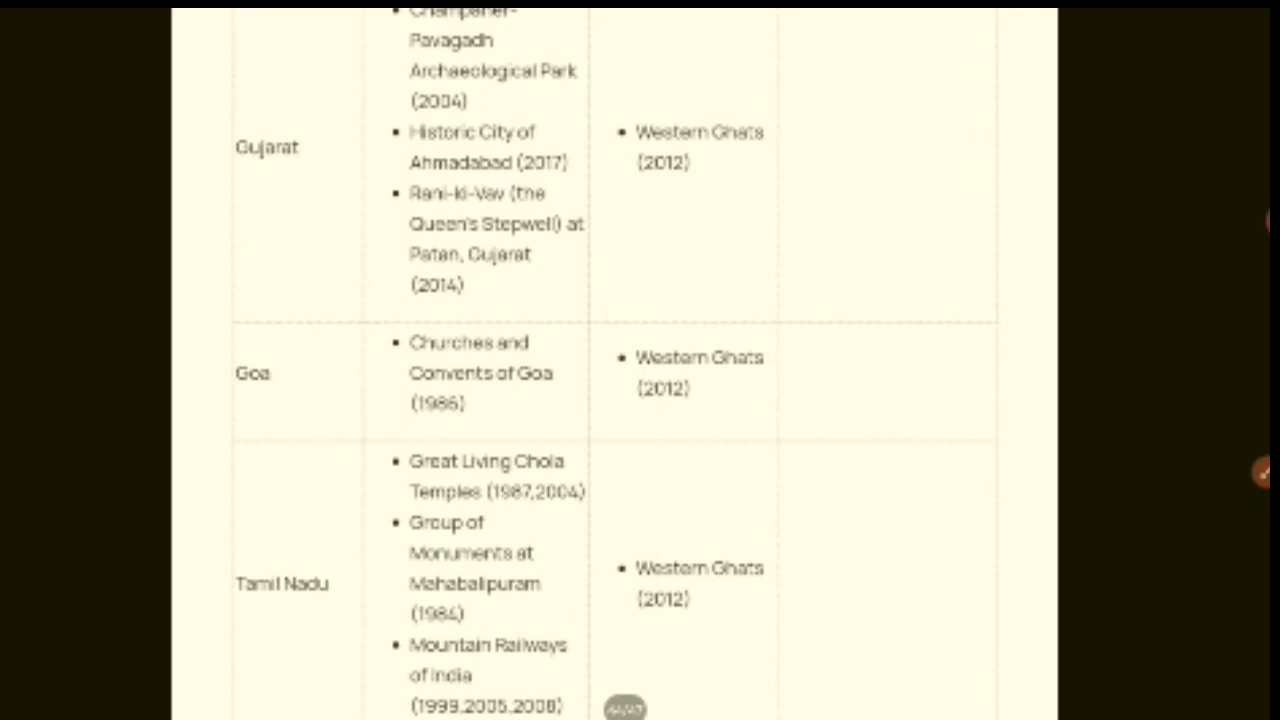 Champaner-
Pavagadh
Archaeological Park
(2004)
Gujarat
Historic City of
Ahmadabad (2017)
Rani-ki-Vav (the
Queen's Stepwell) at
Patan, Gujarat
(2014)
Western Ghats
(2012)
Goa
Churches and
Convents of Goa
(1986)
Western Ghats
(2012)
Tamil Nadu
Great Living Chola
Temples (1987,2004)
Group of
Monuments at
Mahabalipuram
(1984)
Mountain Railways
of India
(1999,2005,2008)
Western Ghats
(2012)
44/47